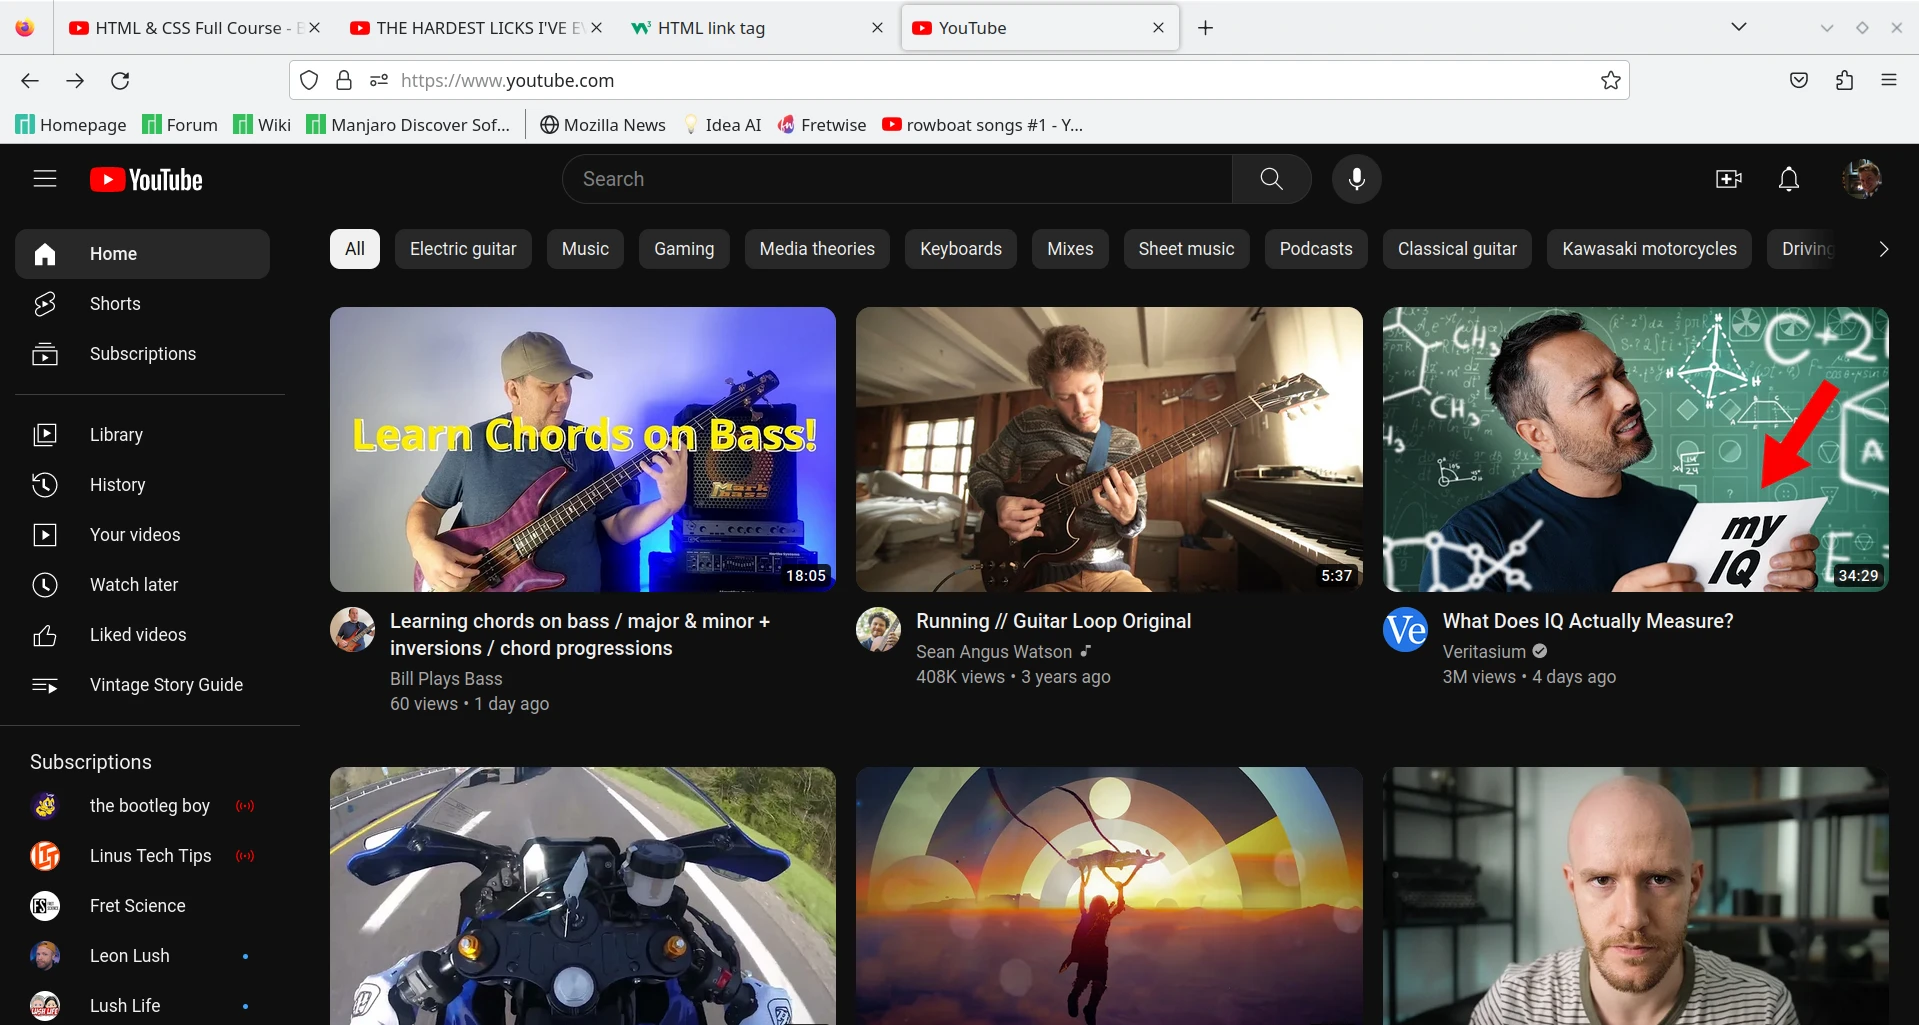 HTML & CSS Full Course -
THE HARDEST LICKS I'VE
HTML link tag
YouTube
https://www.youtube.com
Homepage
Forum
Wiki
Manjaro Discover Sof...
Mozilla News
Idea AI
Fretwise
rowboat songs #1 - Y...
YouTube
Search
Home
Shorts
Subscriptions
Library
History
Your videos
Watch later
Liked videos
Vintage Story Guide
Subscriptions
the bootleg boy
Linus Tech Tips
Fret Science
Leon Lush
Lush Life
All
Electric guitar
Music
Gaming
Media theories
Keyboards
Mixes
Sheet music
Podcasts
Classical guitar
Kawasaki motorcycles
Driving
Learn Chords on Bass!
Mark
bass
18:05
Learning chords on bass / major & minor +
inversions / chord progressions
Bill Plays Bass
60 views • 1 day ago
5:37
Running // Guitar Loop Original
Sean Angus Watson
408K views • 3 years ago
CH₃
CH₃
my
IQ
34:29
Ve
What Does IQ Actually Measure?
Veritasium
3M views • 4 days ago